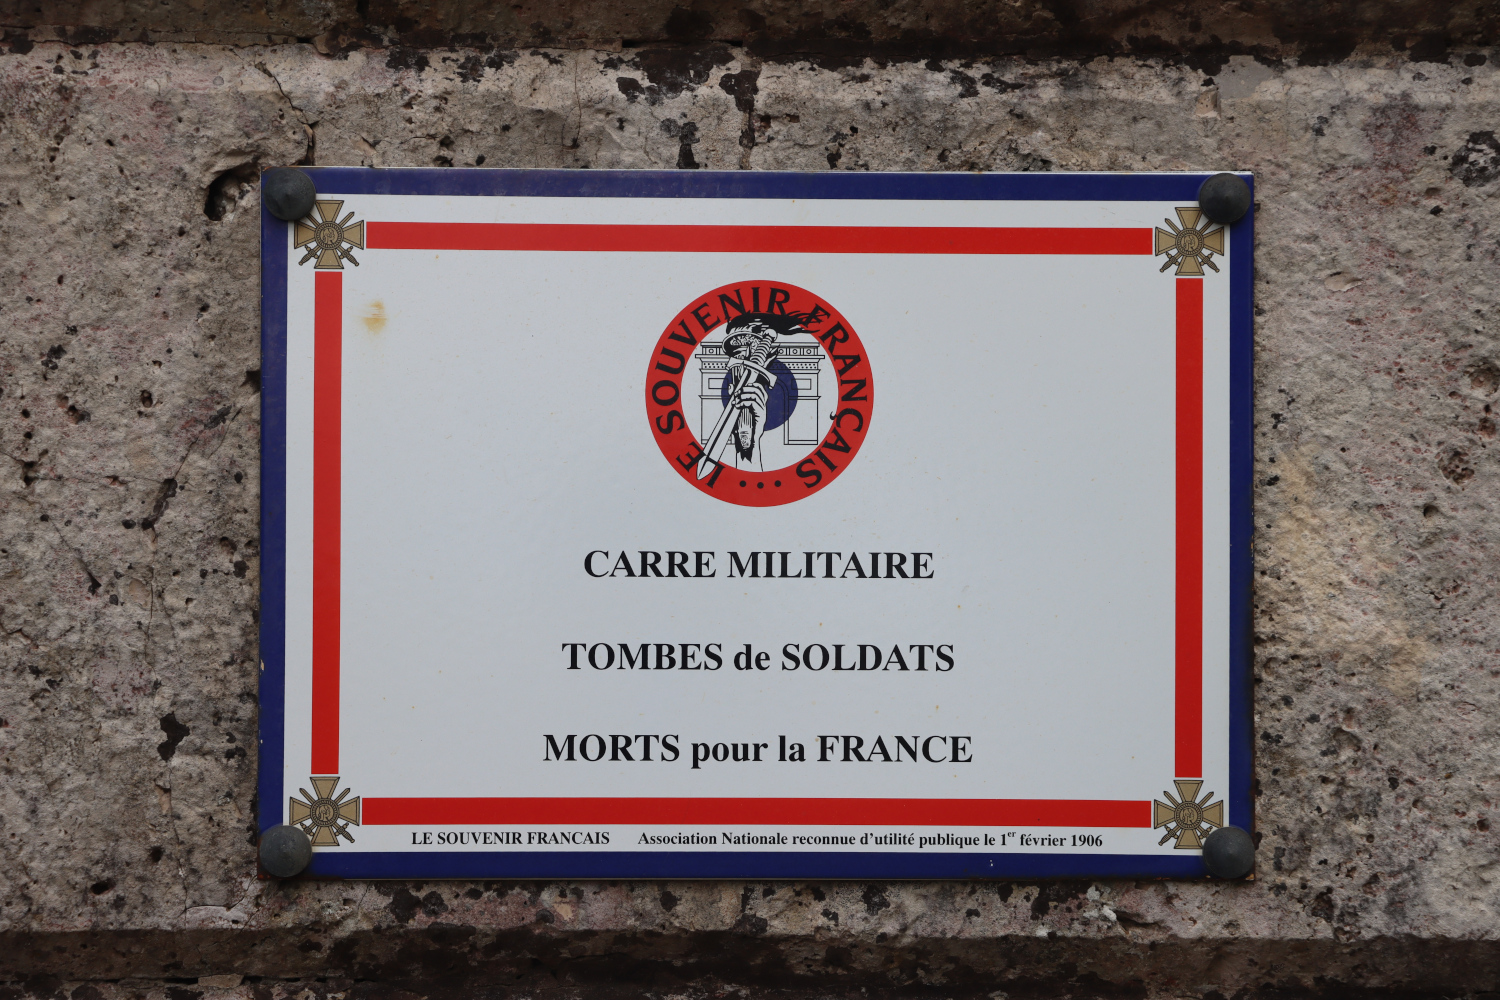 LE SOUVENIR FRANÇAIS ...
CARRE MILITAIRE
TOMBES de SOLDATS
MORTS pour la FRANCE
LE SOUVENIR FRANCAIS Association Nationale reconnue d'utilité publique le 1er février 1906